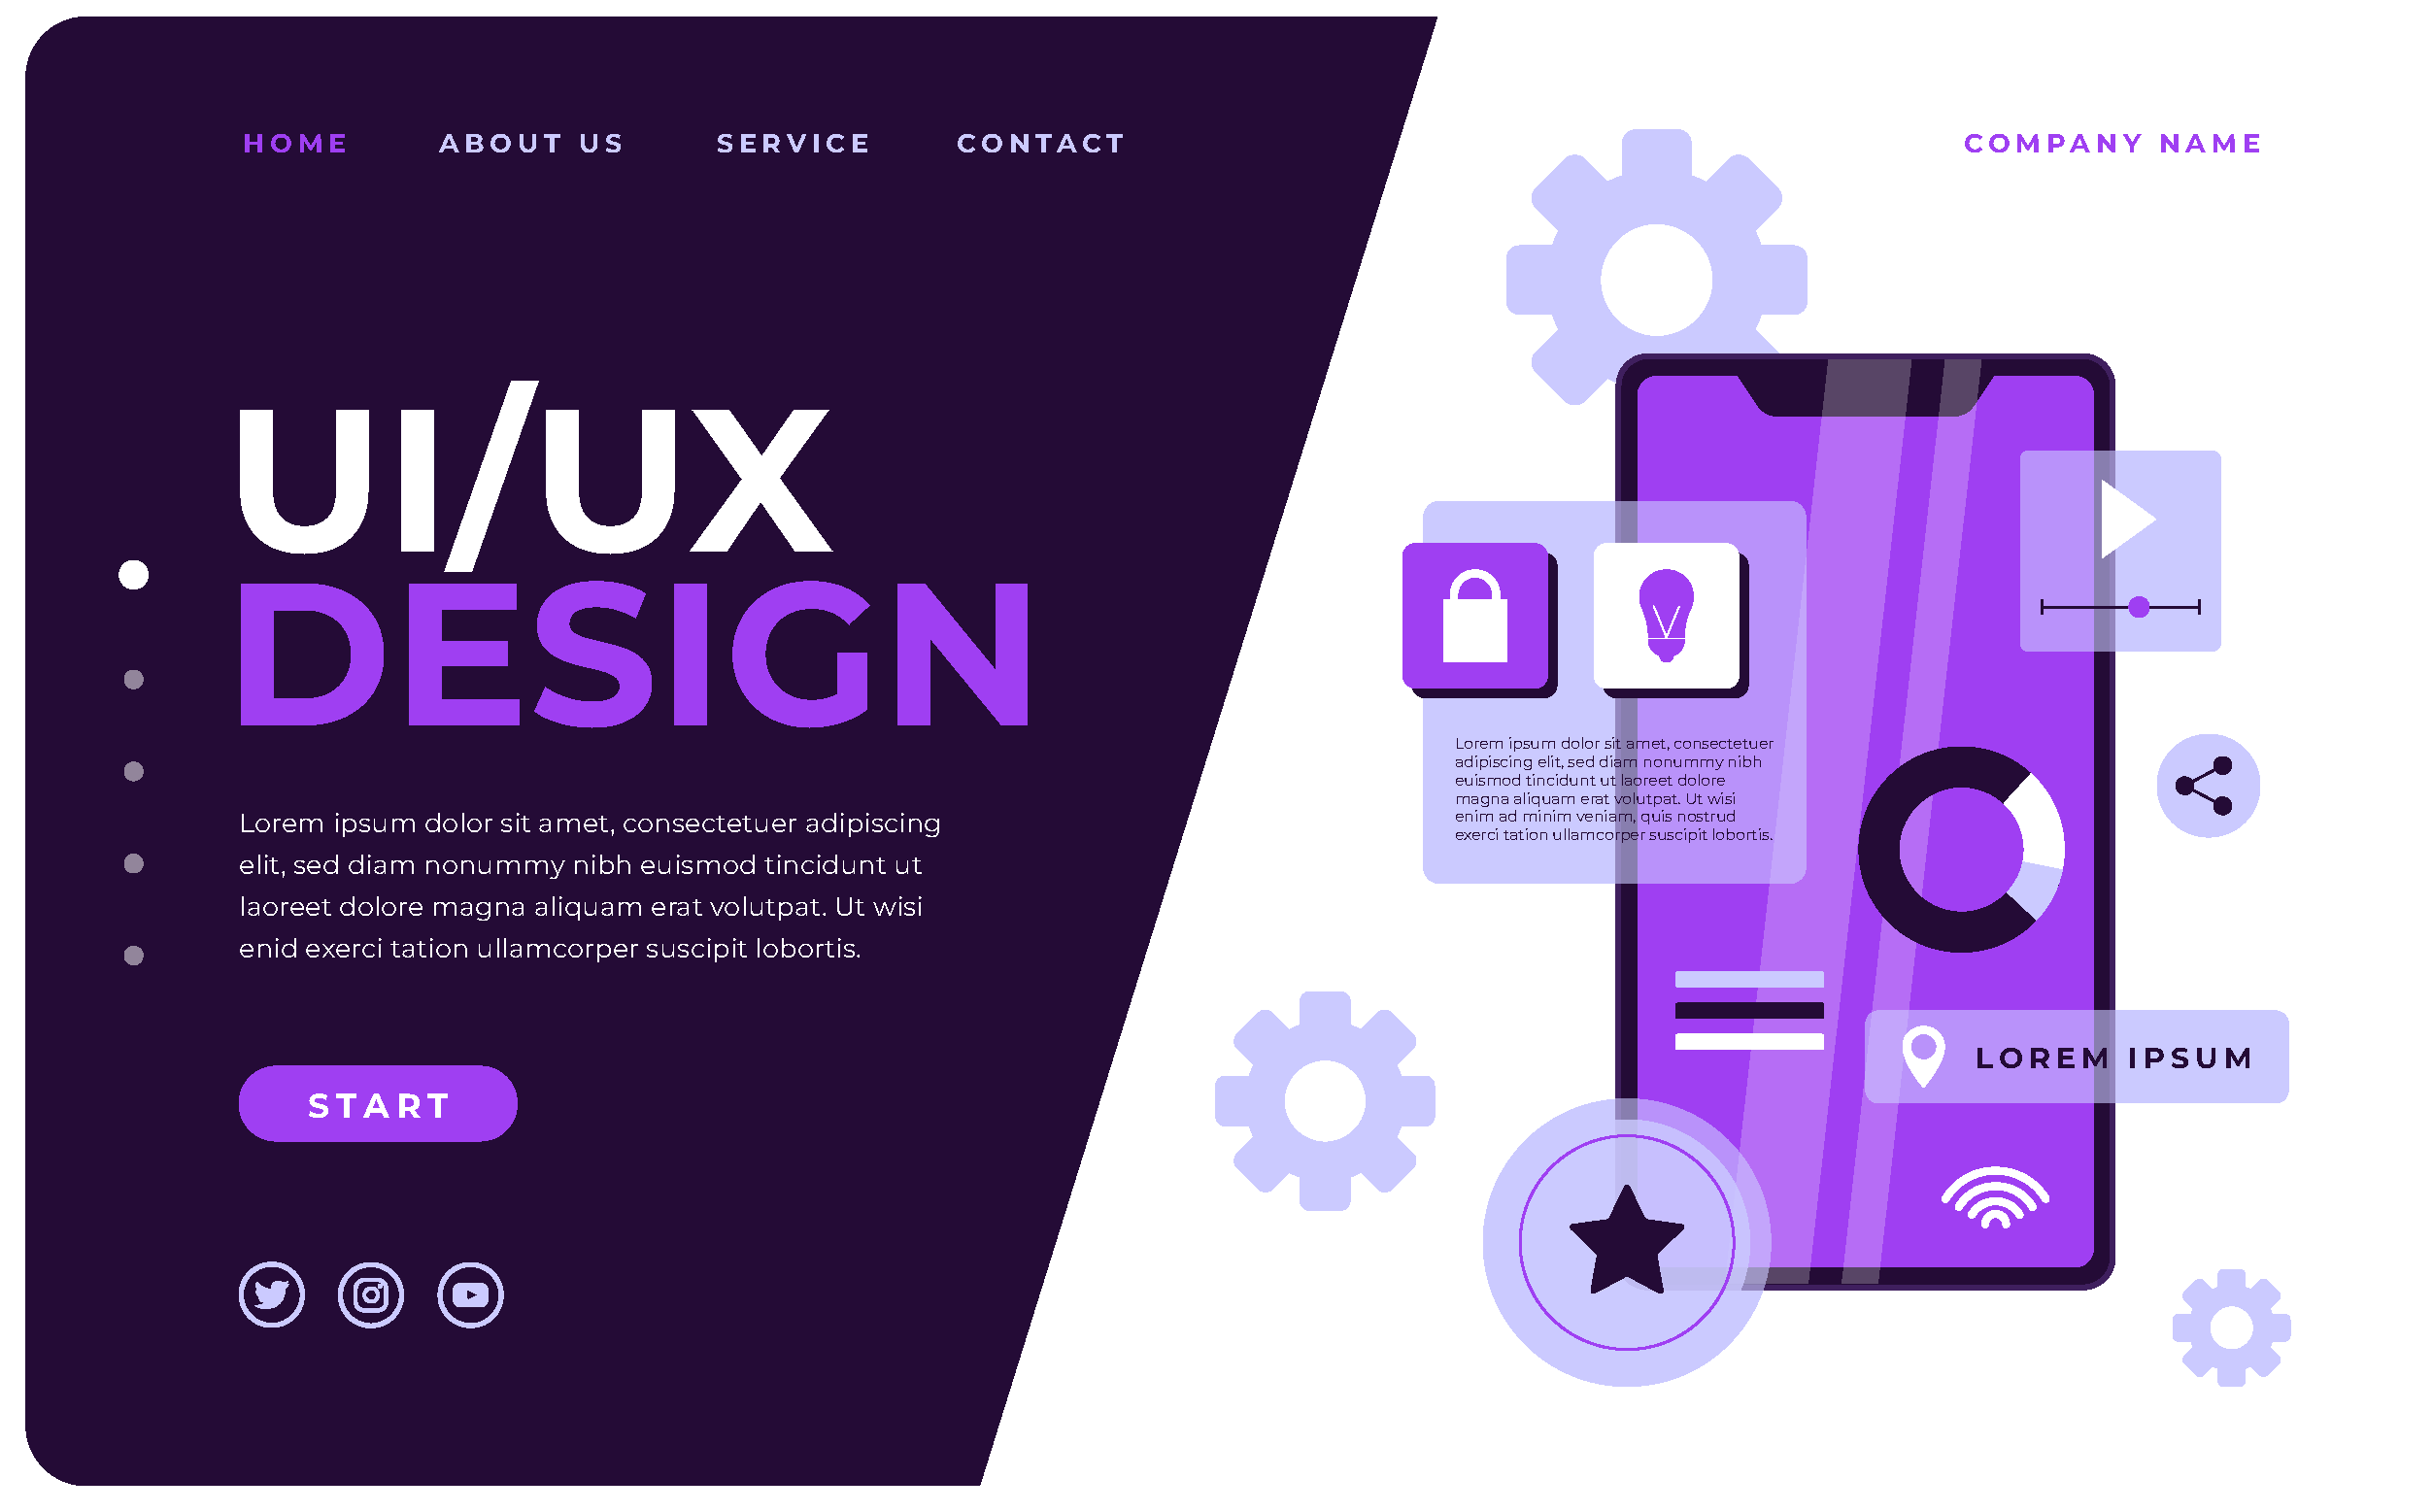 HOME ABOUT US SERVICE CONTACT
COMPANY NAME
UI/UX
DESIGN
Lorem ipsum dolor sit amet, consectetuer adipiscing
elit, sed diam nonummy nibh euismod tincidunt ut
laoreet dolore magna aliquam erat volutpat. Ut wisi
enid exerci tation ullamcorper suscipit lobortis.
START
Lorem ipsum dolor sit amet, consectetuer
adipiscing elit, sed diam nonummy nibh
euismod tincidunt ut laoreet dolore
magna aliquam erat volutpat. Ut wisi
enim ad minim veniam, quis nostrud
exerci tation ullamcorper suscipit lobortis.
LOREM IPSUM